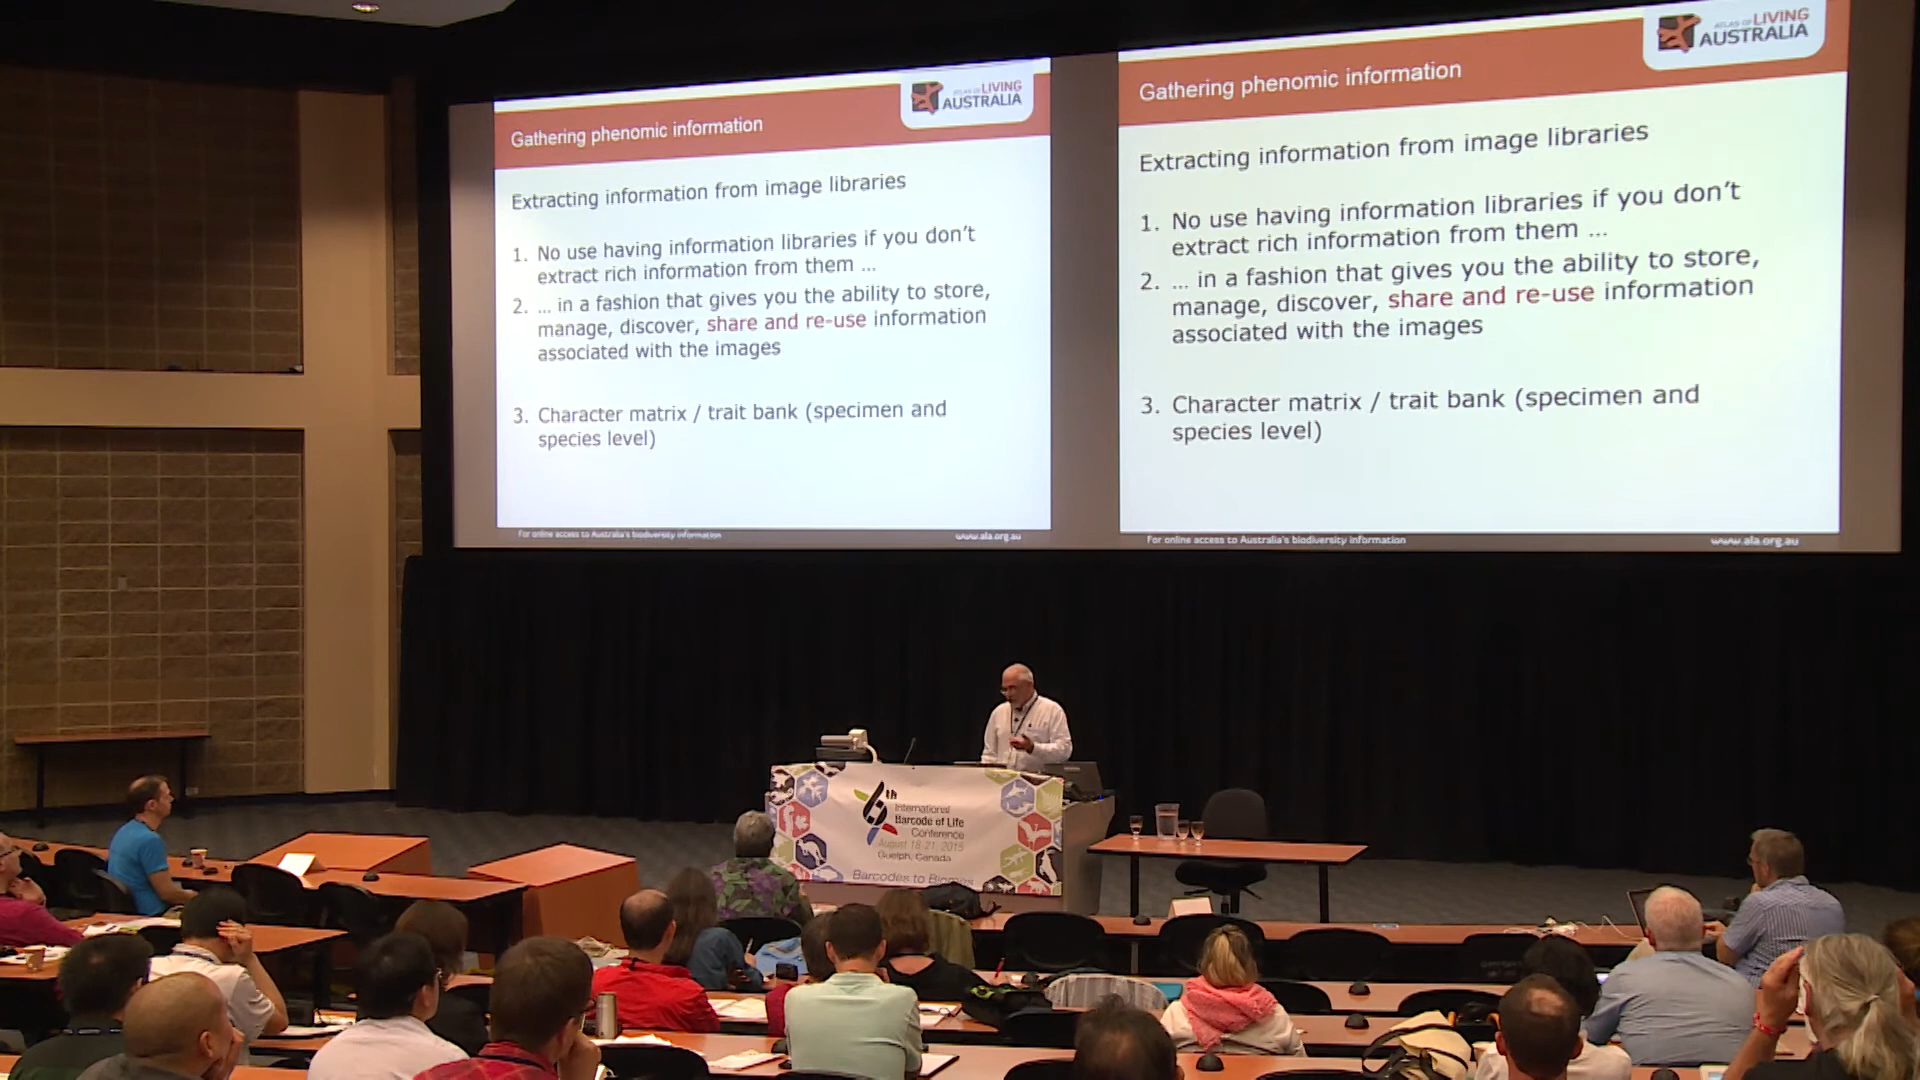 Gathering phenomic information
ATLAS OF LIVING
AUSTRALIA
Extracting information from image libraries
1. No use having information libraries if you don't
extract rich information from them ...
2. ... in a fashion that gives you the ability to store,
manage, discover, share and re-use information
associated with the images
3. Character matrix / trait bank (specimen and
species level)
For online access to Australia's biodiversity information
www.ala.org.au
Gathering phenomic information
ATLAS OF LIVING
AUSTRALIA
Extracting information from image libraries
1. No use having information libraries if you don't
extract rich information from them ...
2. ... in a fashion that gives you the ability to store,
manage, discover, share and re-use information
associated with the images
3. Character matrix / trait bank (specimen and
species level)
For online access to Australia's biodiversity information
www.ala.org.au
6th
International
Barcode of Life
Conference
August 18-21, 2015
Guelph, Canada
Barcodes to Biomes